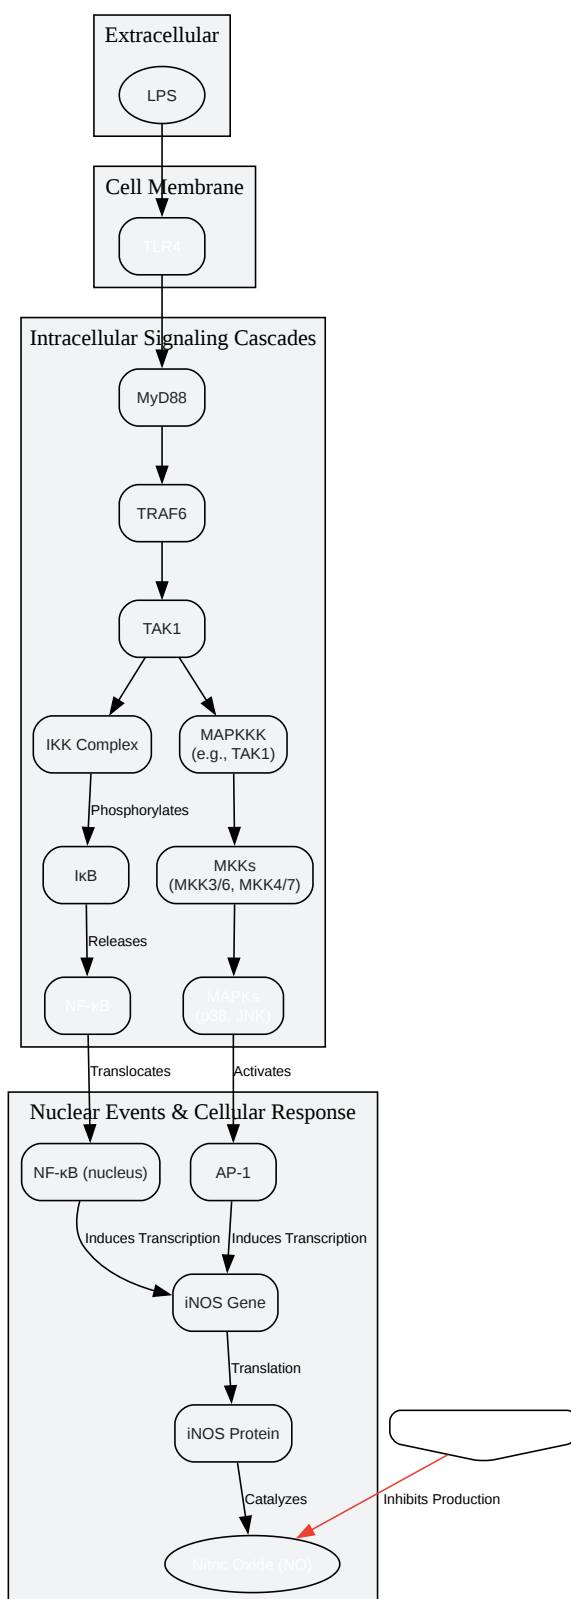 Extracellular
LPS
Cell Membrane
TLR4
Intracellular Signaling Cascades
MyD88
TRAF6
TAK1
IKK Complex
MAPKKK
(e.g., TAK1)
Phosphorylates
IκB
MKKs
(MKK3/6, MKK4/7)
Releases
NF-κB
MAPKs
(p38, JNK)
Translocates
Activates
Nuclear Events & Cellular Response
NF-κB (nucleus)
AP-1
Induces Transcription
Induces Transcription
iNOS Gene
Translation
iNOS Protein
Catalyzes
Inhibits Production
Nitric Oxide (NO)